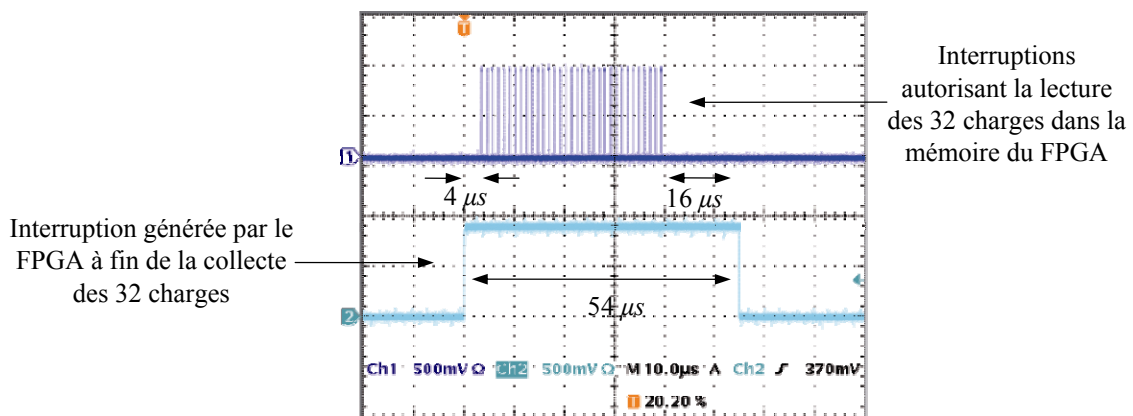 T
Interruptions
autorisant la lecture
des 32 charges dans la
mémoire du FPGA
1
4 µs
16 µs
Interruption générée par le
FPGA à fin de la collecte
des 32 charges
54 µs
2
Ch1 500mV Ω Ch2 500mV Ω M 10.0µs A Ch2 ʃ 370mV
T 20.20 %